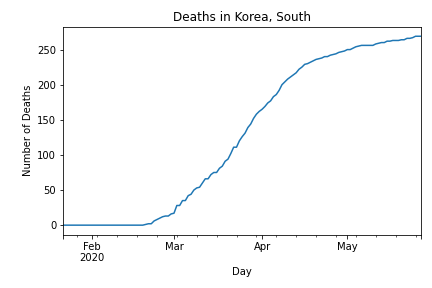 Deaths in Korea, South
Number of Deaths
250
200
150
100
50
0
Feb
2020
Mar
Apr
May
Day